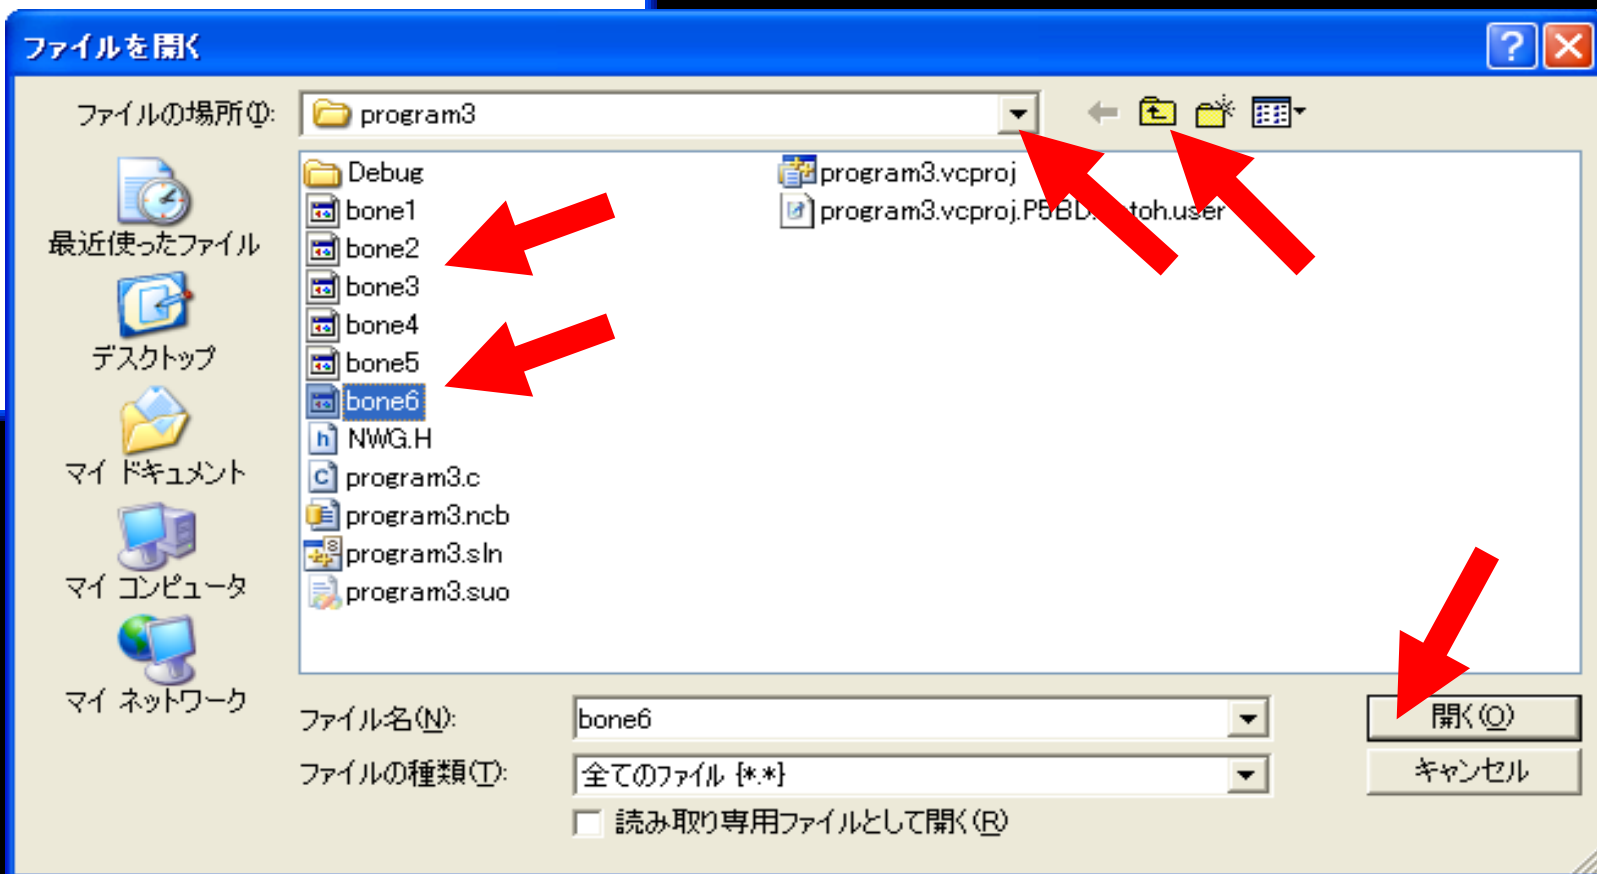 ファイルを開く
ファイルの場所(I):
program3
最近使ったファイル
デスクトップ
マイ ドキュメント
マイ コンピュータ
マイ ネットワーク
Debug
bone1
bone2
bone3
bone4
bone5
bone6
NWG.H
program3.c
program3.ncb
program3.sln
program3.suo
program3.vcproj
program3.vcproj.P5BD. toh.user
ファイル名(N):
bone6
開く(O)
ファイルの種類(T):
全てのファイル {*.*}
キャンセル
読み取り専用ファイルとして開く(R)